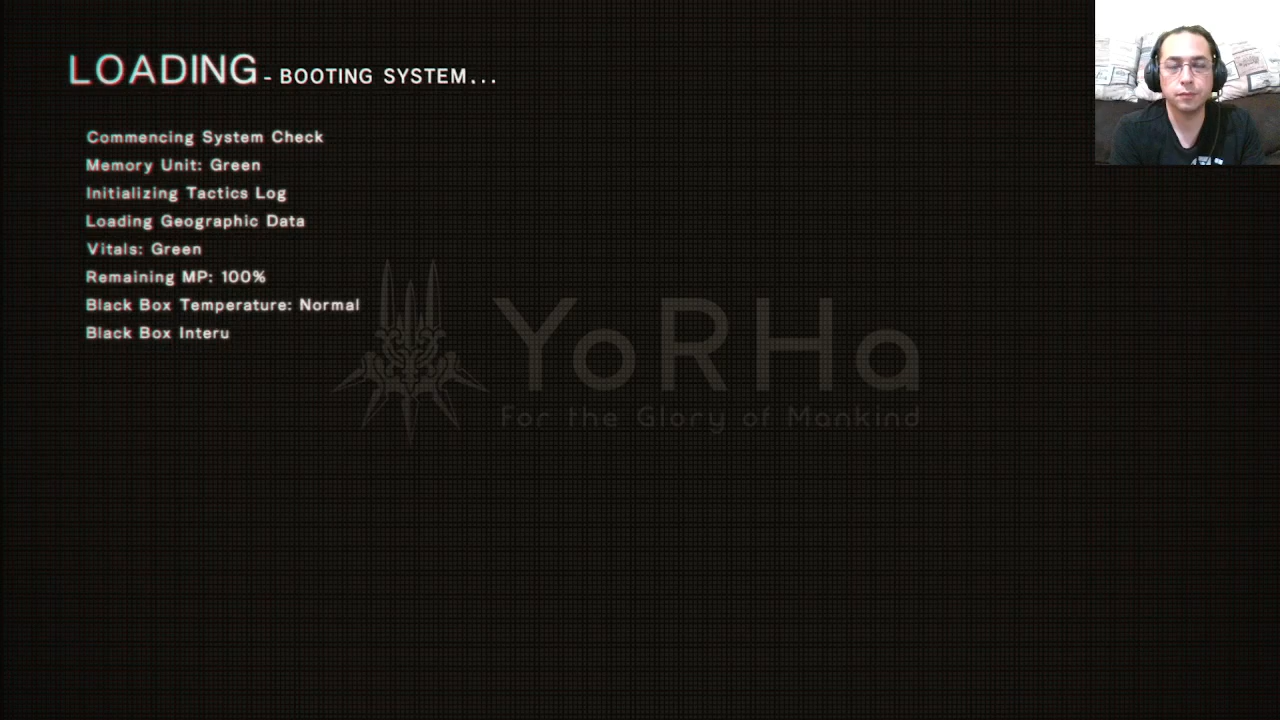 LOADING - BOOTING SYSTEM...
Commencing System Check
Memory Unit: Green
Initializing Tactics Log
Loading Geographic Data
Vitals: Green
Remaining MP: 100%
Black Box Temperature: Normal
Black Box Interu
YoRHa
For the Glory of Mankind